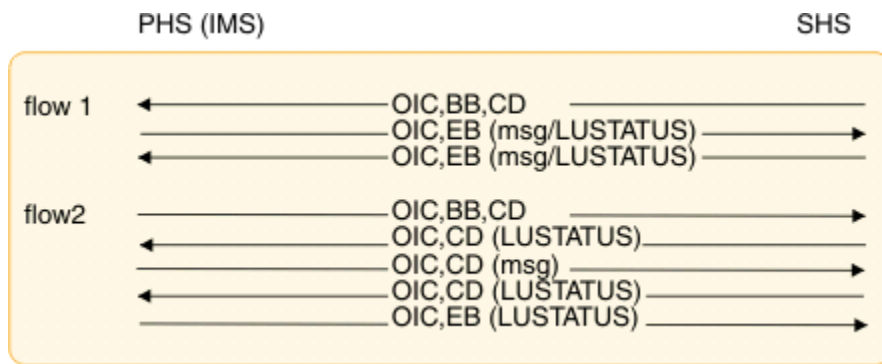 PHS (IMS) SHS
flow 1 OIC,BB,CD
OIC,EB (msg/LUSTATUS)
OIC,EB (msg/LUSTATUS)
flow2 OIC,BB,CD
OIC,CD (LUSTATUS)
OIC,CD (msg)
OIC,CD (LUSTATUS)
OIC,EB (LUSTATUS)